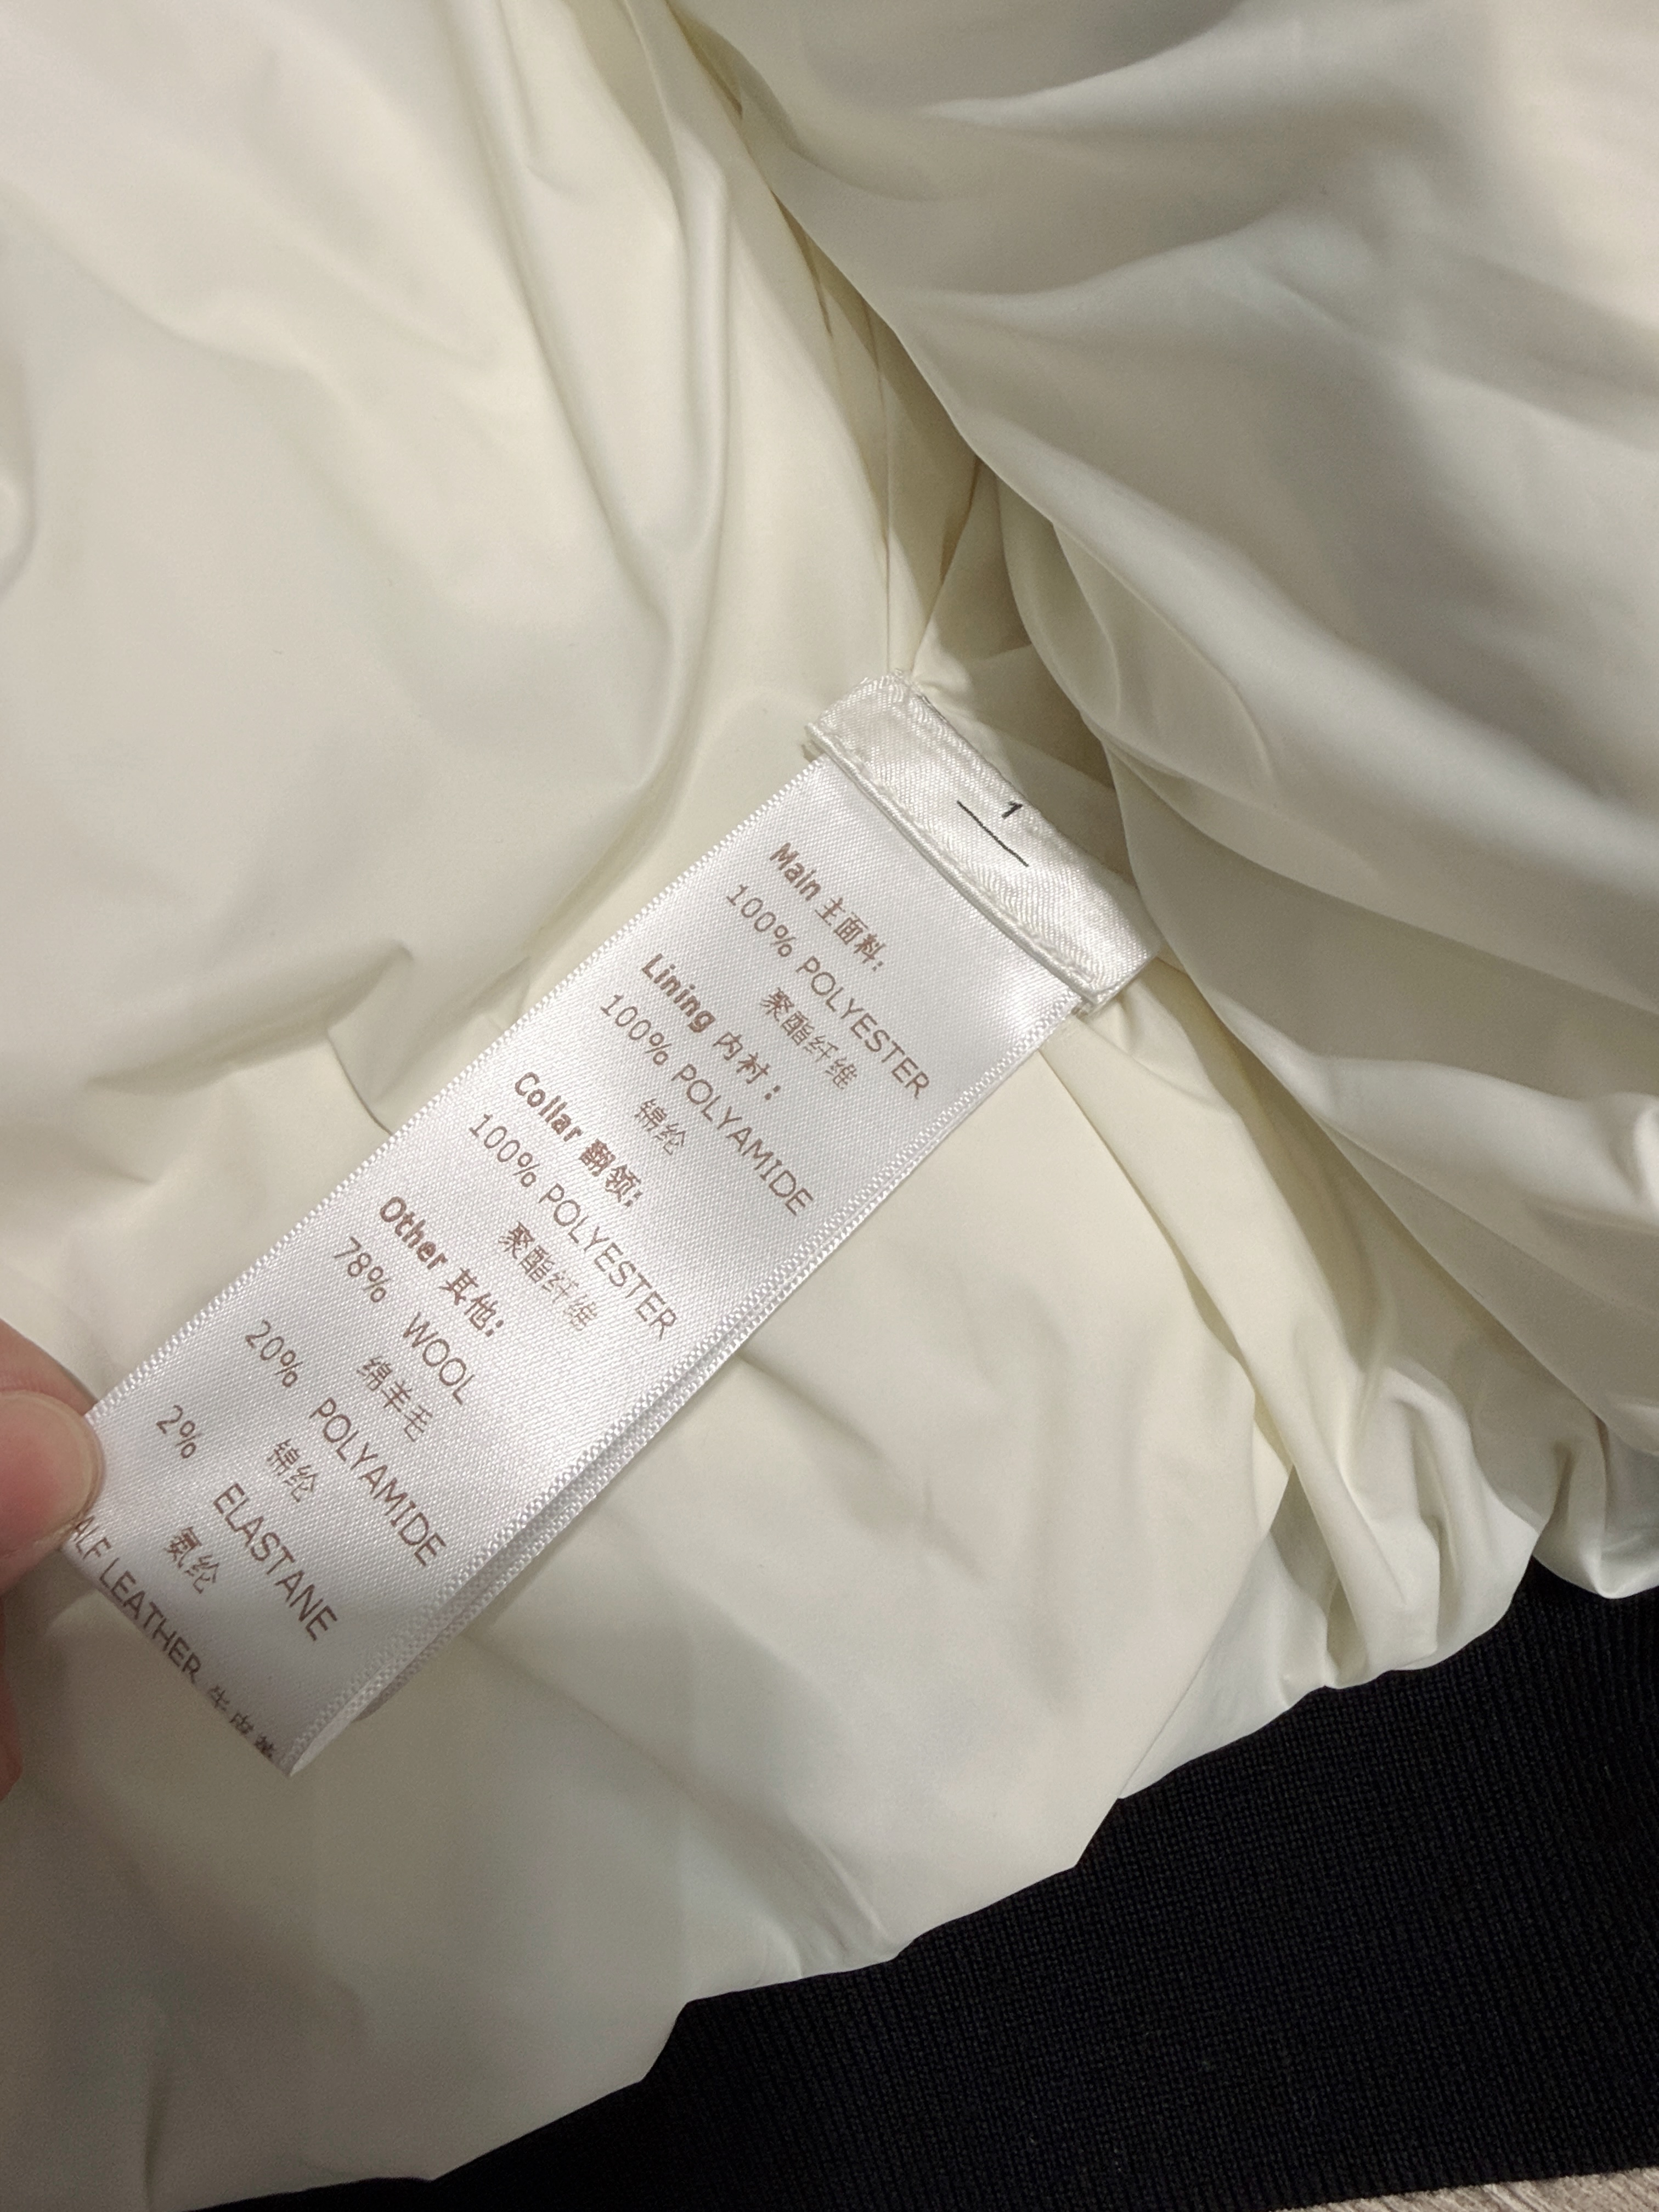 1
Main 主面料:
100% POLYESTER
聚酯纤维
Lining 内衬:
100% POLYAMIDE
锦纶
Collar 翻领:
100% POLYESTER
聚酯纤维
Other 其他:
78% WOOL
绵羊毛
20% POLYAMIDE
锦纶
2% ELASTANE
氨纶
LEATHER